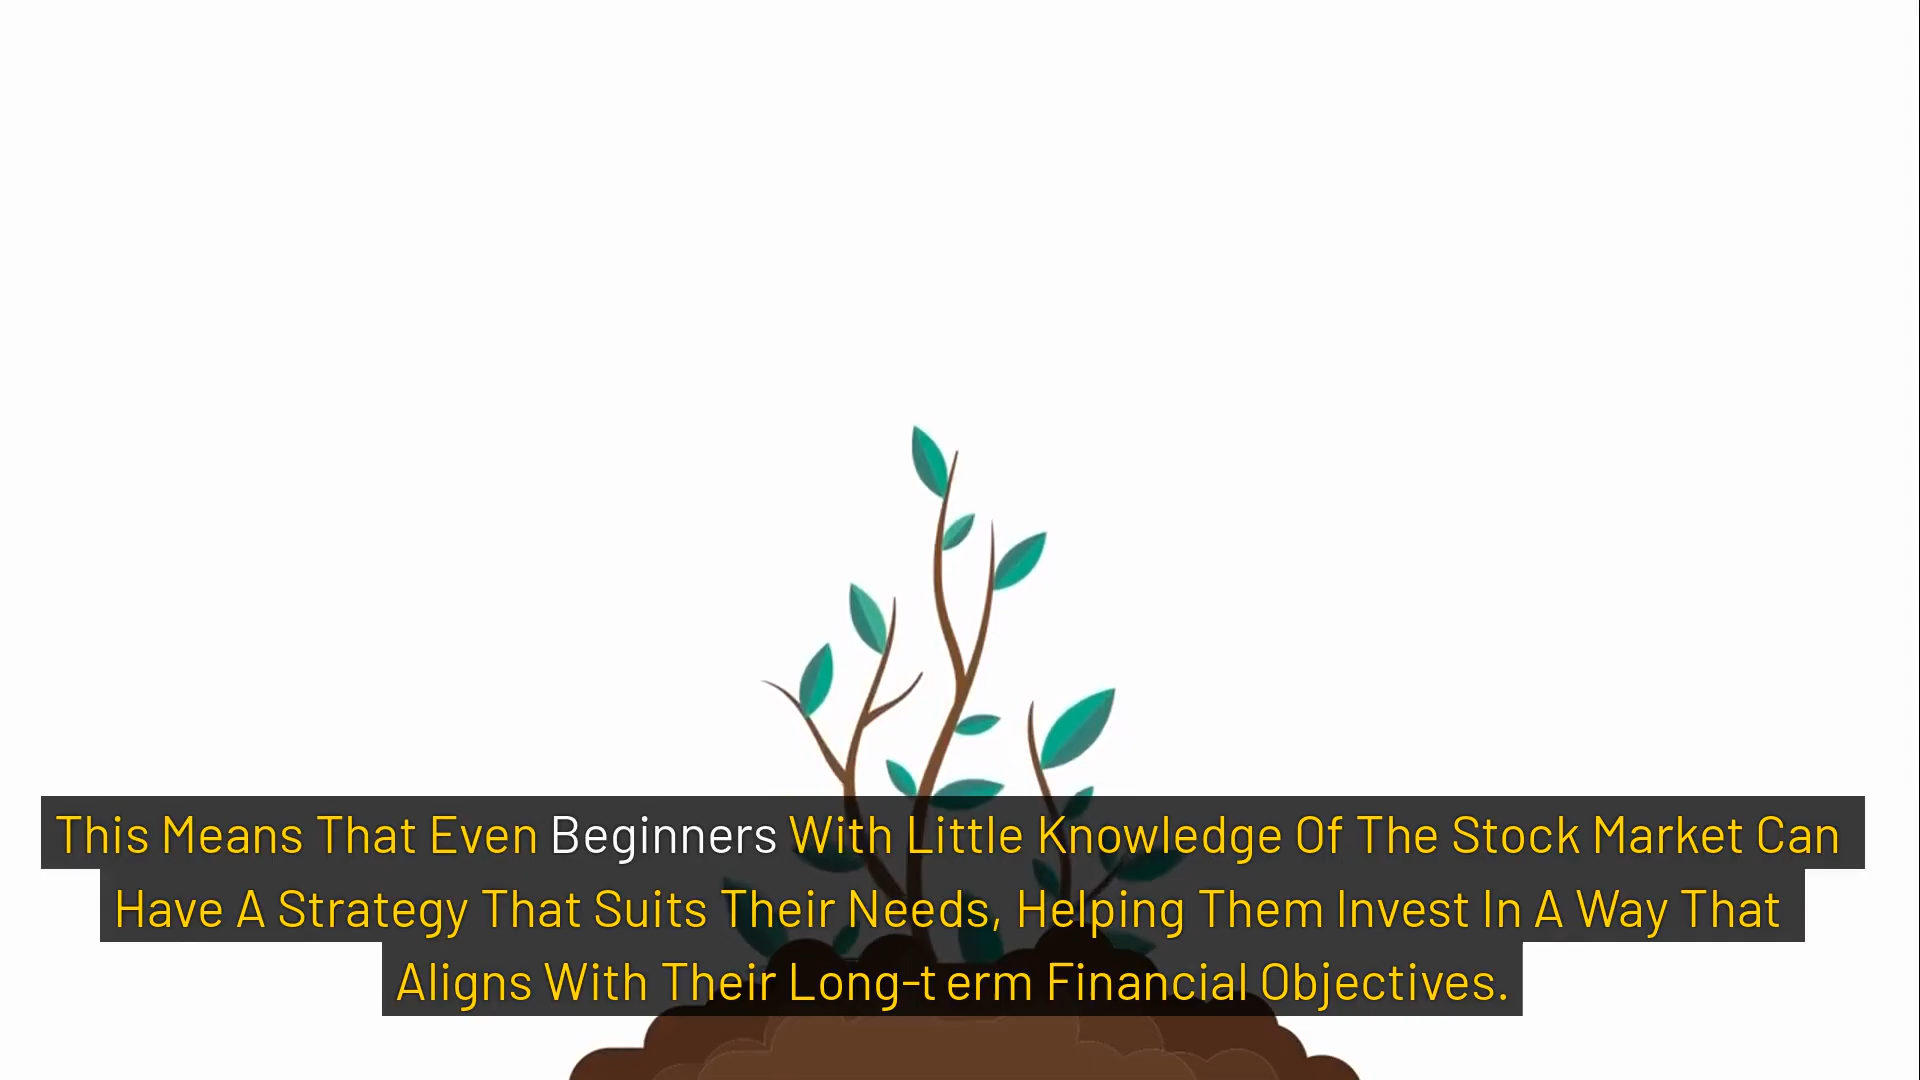 This Means That Even Beginners With Little Knowledge Of The Stock Market Can
Have A Strategy That Suits Their Needs, Helping Them Invest In A Way That
Aligns With Their Long-term Financial Objectives.